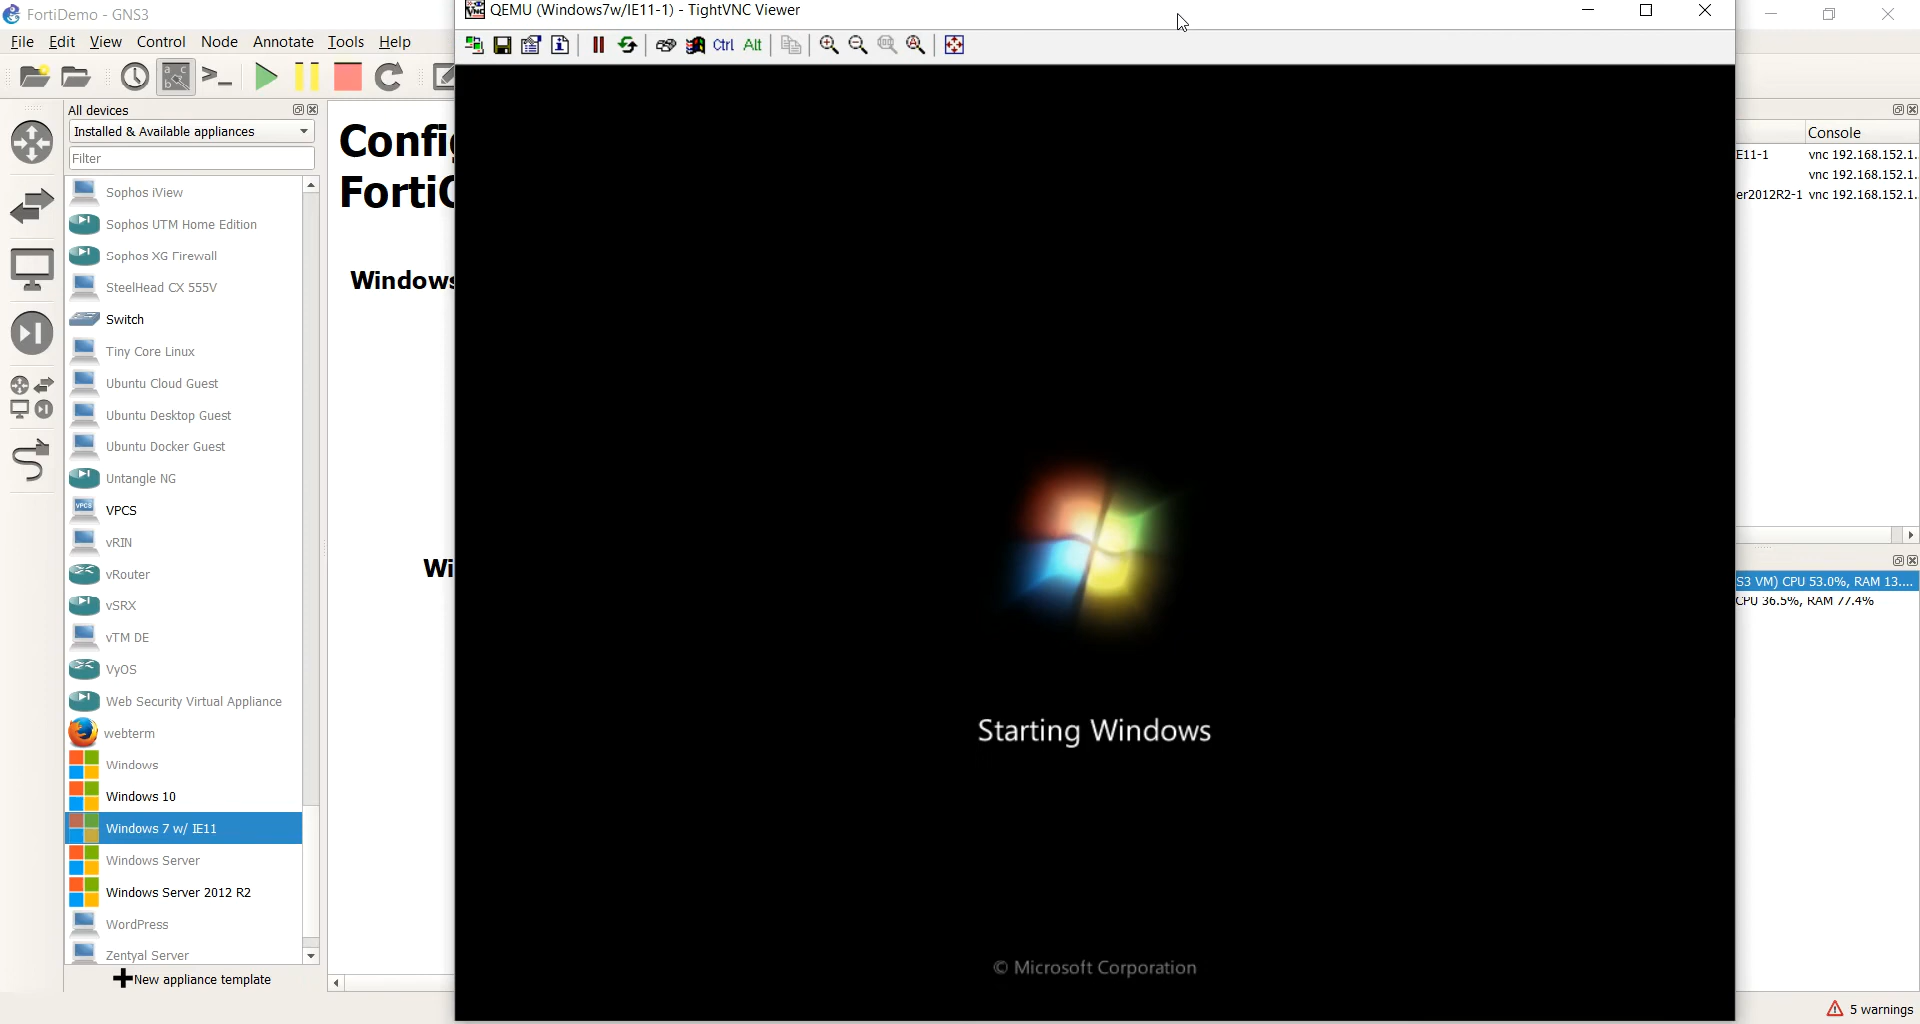 FortiDemo - GNS3
QEMU (Windows7w/IE11-1) - TightVNC Viewer
File Edit View Control Node Annotate Tools Help
Ctrl Alt
All devices
Installed & Available appliances
Filter
Sophos iView
Sophos UTM Home Edition
Sophos XG Firewall
SteelHead CX 555V
Switch
Tiny Core Linux
Ubuntu Cloud Guest
Ubuntu Desktop Guest
Ubuntu Docker Guest
Untangle NG
VPCS
vRIN
vRouter
vSRX
vTM DE
VyOS
Web Security Virtual Appliance
webterm
Windows
Windows 10
Windows 7 w/ IE11
Windows Server
Windows Server 2012 R2
WordPress
Zentyal Server
New appliance template
Config
FortiC
Windows
Wi
Starting Windows
© Microsoft Corporation
Console
E11-1 vnc 192.168.152.1.
vnc 192.168.152.1.
er2012R2-1 vnc 192.168.152.1.
S3 VM) CPU 53.0%, RAM 13....
CPU 36.5%, RAM 77.4%
5 warnings